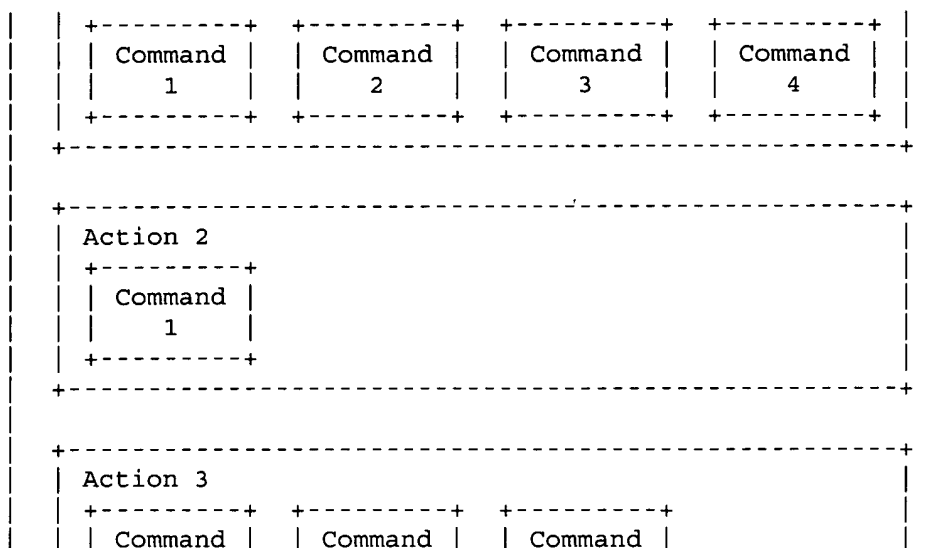 Command Command Command Command
1 2 3 4
Action 2
Command
1
Action 3
Command Command Command